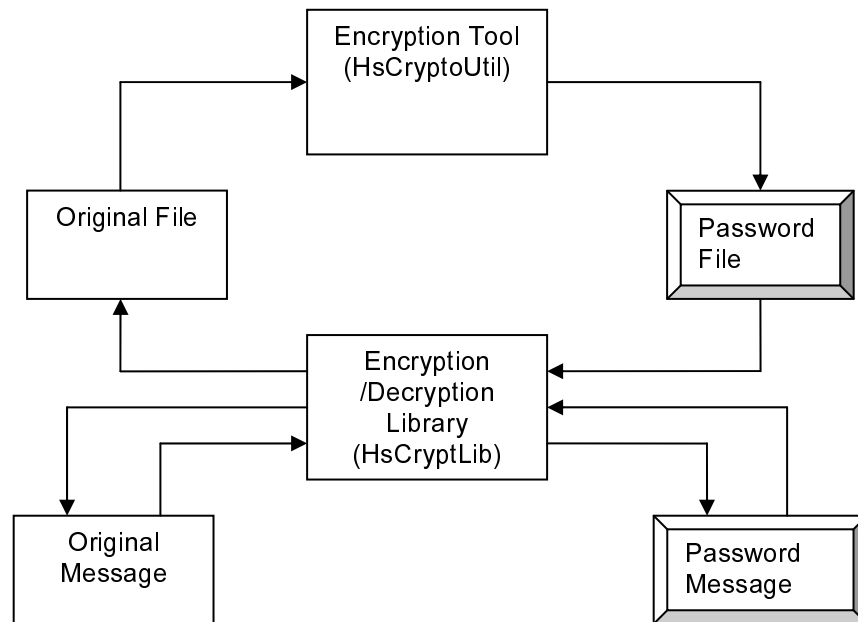 Encryption Tool
(HsCryptoUtil)
Original File
Password
File
Encryption
/Decryption
Library
(HsCryptLib)
Original
Message
Password
Message